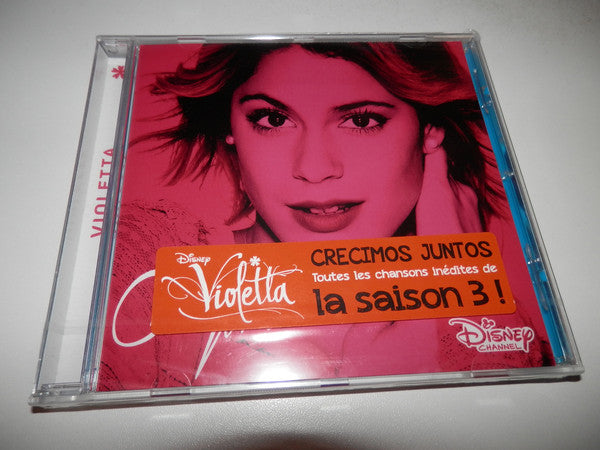 VIOLETTA
DISNEY
Violetta
CRECIMOS JUNTOS
Toutes les chansons inédites de
la saison 3 !
DISNEY
CHANNEL